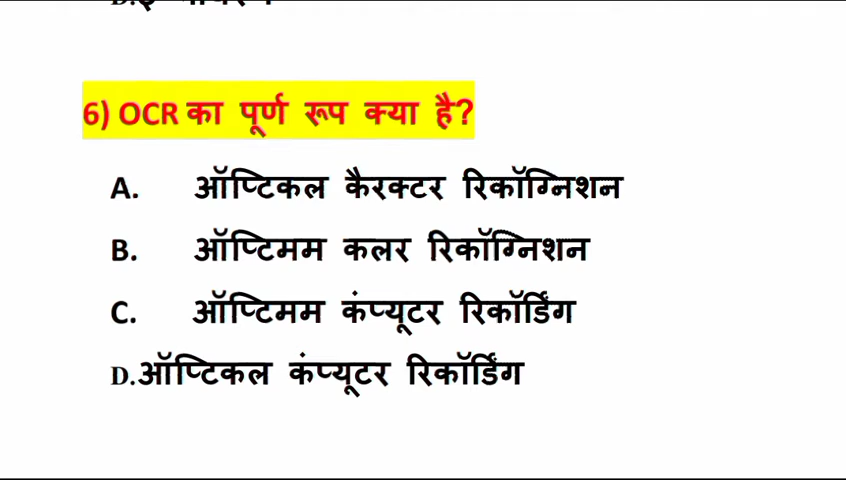 6) OCR का पूर्ण रूप क्या है?
A. ऑप्टिकल कैरक्टर रिकॉग्निशन
B. ऑप्टिमम कलर रिकॉग्निशन
C. ऑप्टिमम कंप्यूटर रिकॉर्डिंग
D.ऑप्टिकल कंप्यूटर रिकॉर्डिंग